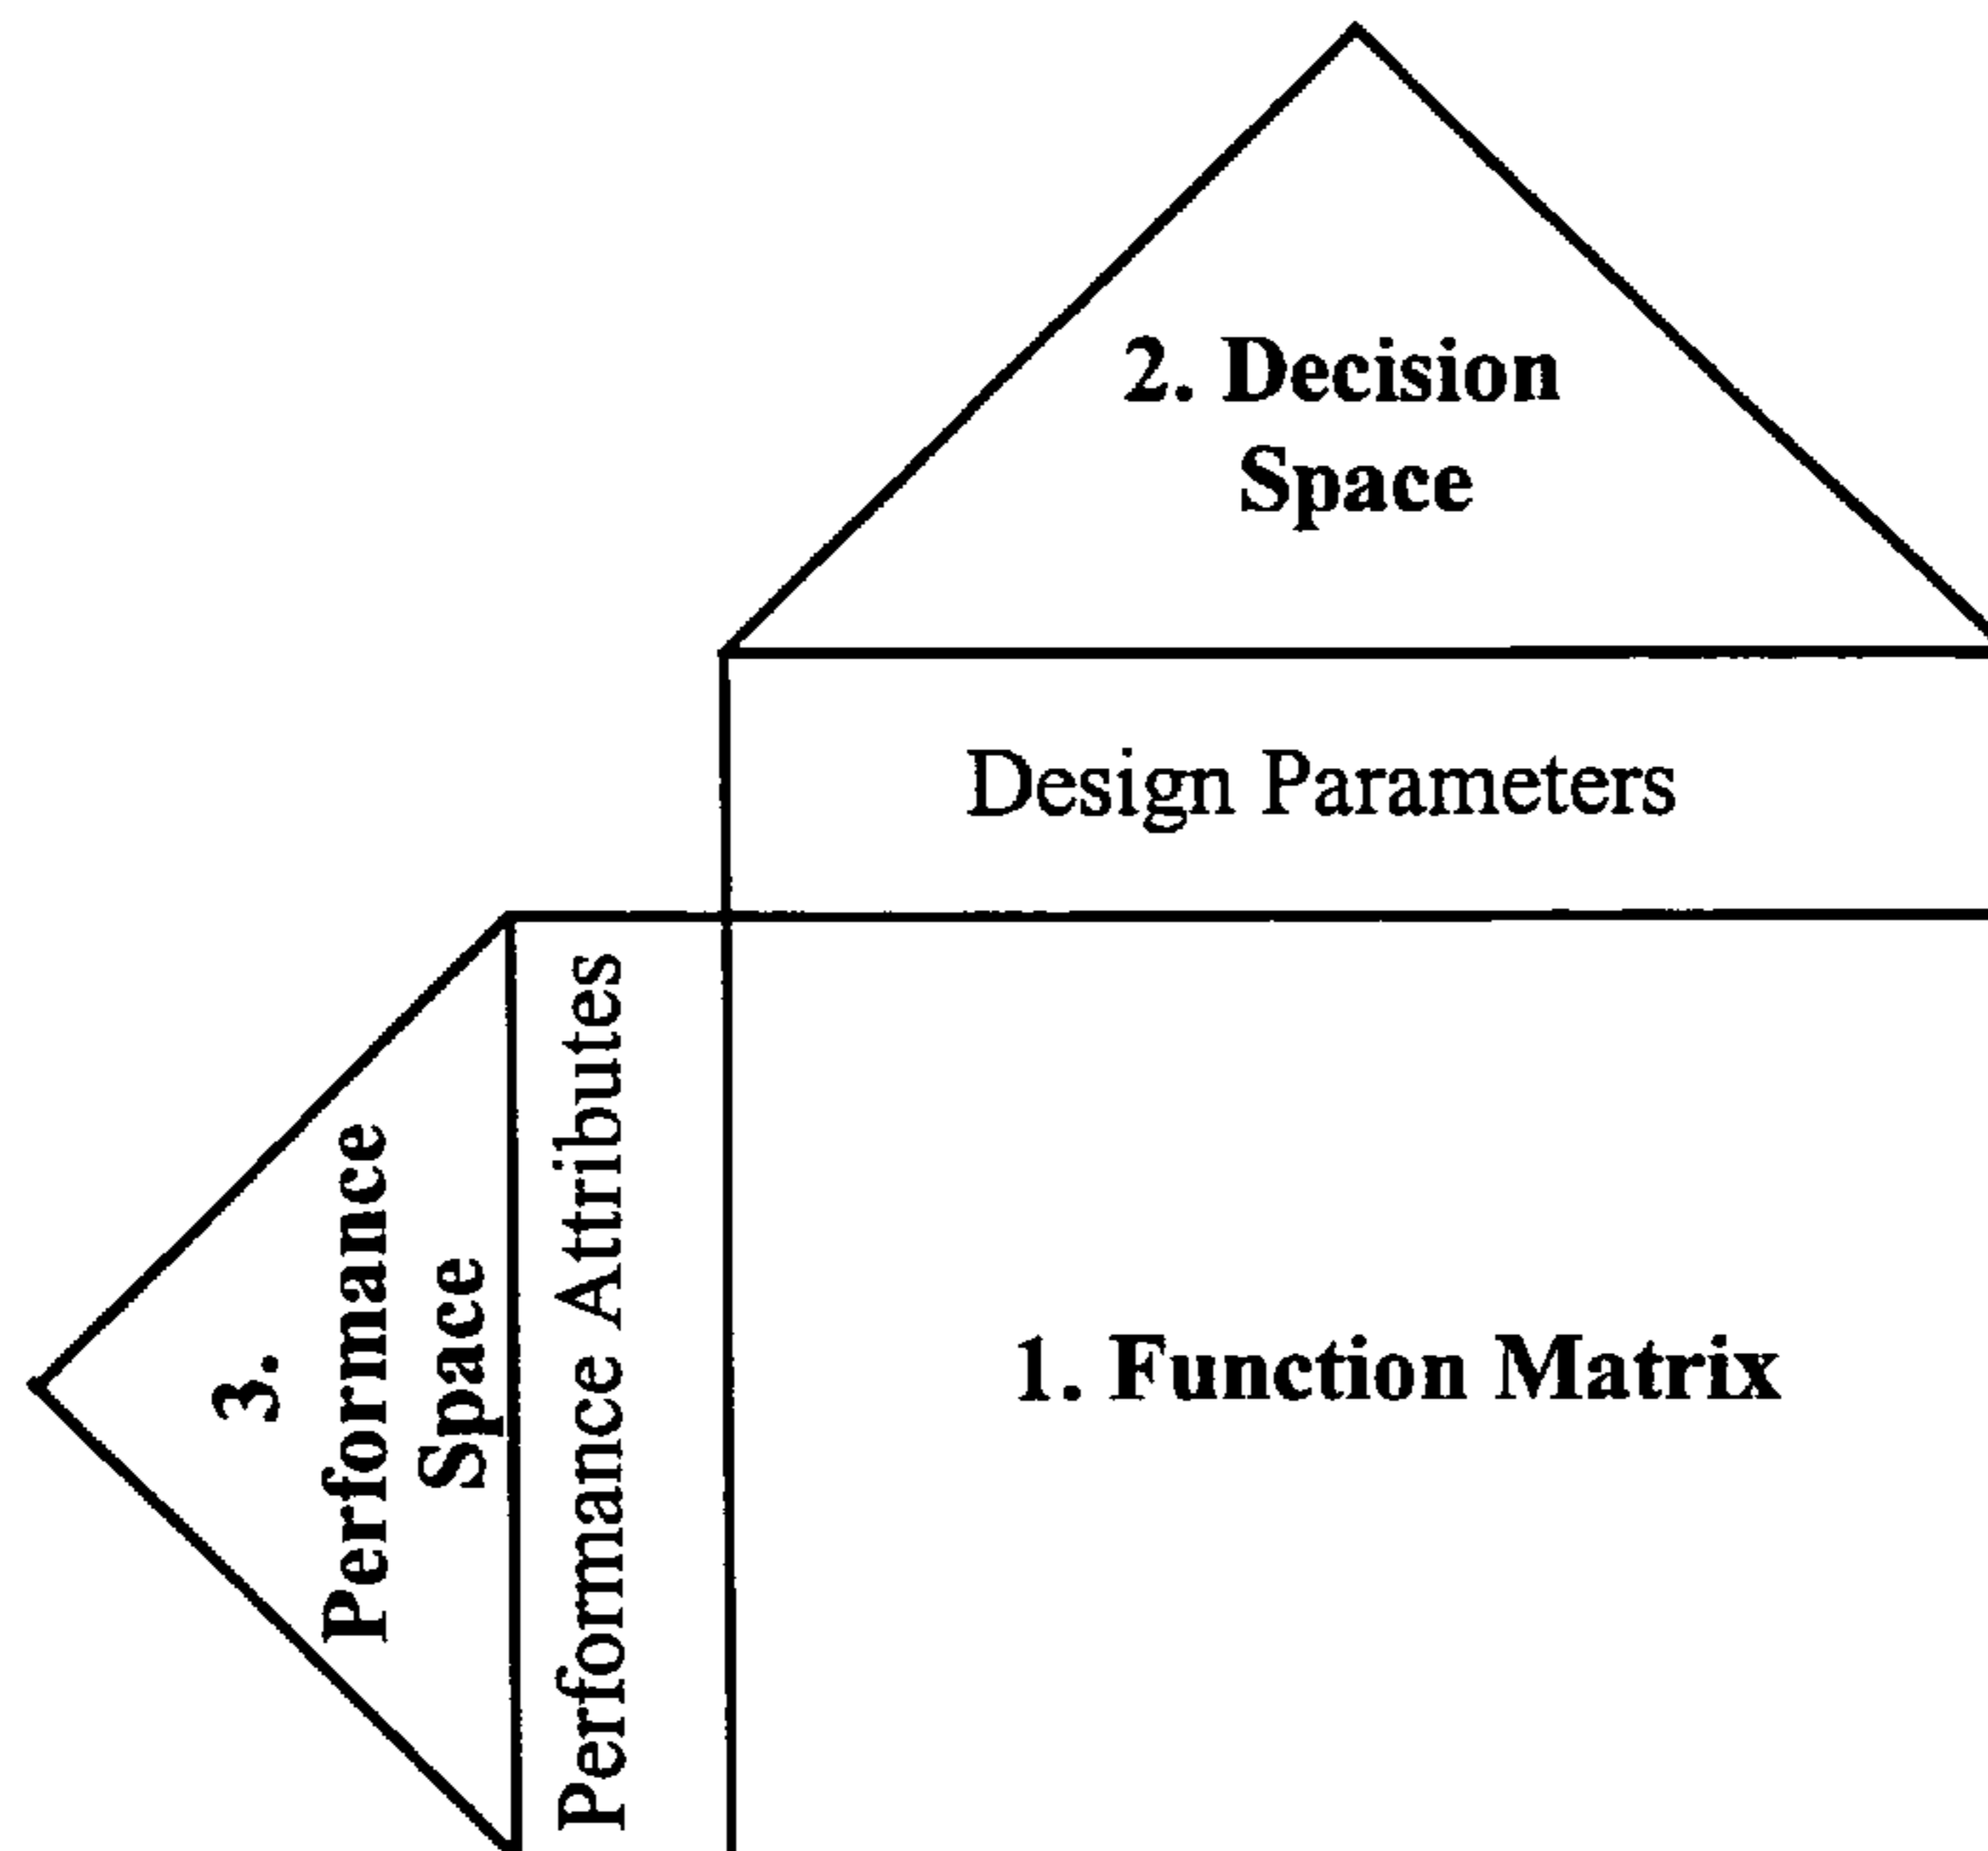 2. Decision
Space
Design Parameters
3.
Performance
Space
Performance Attributes
1. Function Matrix